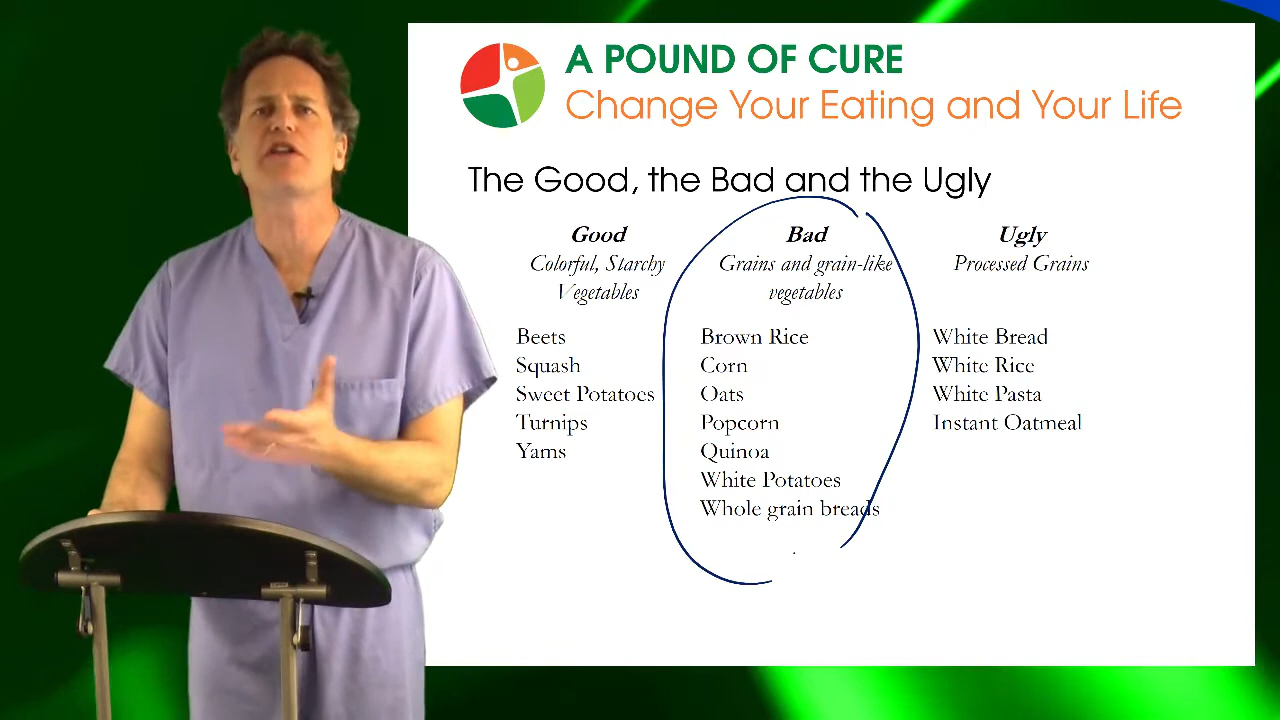 A POUND OF CURE
Change Your Eating and Your Life
The Good, the Bad and the Ugly
Good
Colorful, Starchy
Vegetables
Beets
Squash
Sweet Potatoes
Turnips
Yams
Bad
Grains and grain-like
vegetables
Brown Rice
Corn
Oats
Popcorn
Quinoa
White Potatoes
Whole grain breads
Ugly
Processed Grains
White Bread
White Rice
White Pasta
Instant Oatmeal